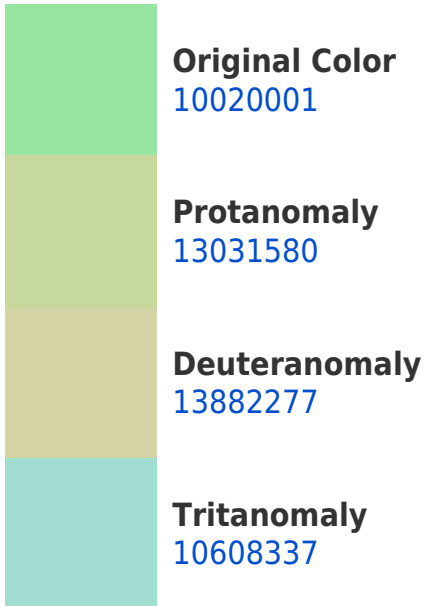 Original Color
10020001
Protanomaly
13031580
Deuteranomaly
13882277
Tritanomaly
10608337